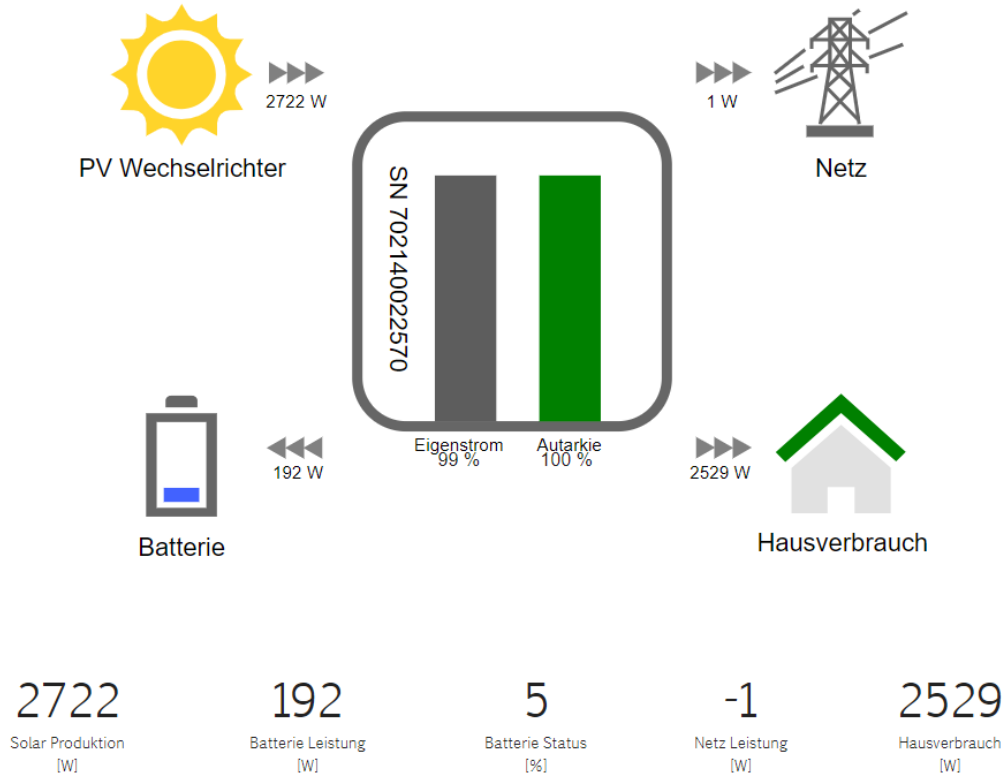 2722 W
1 W
PV Wechselrichter
Netz
SN 702140022570
Eigenstrom
99 %
Autarkie
100 %
192 W
2529 W
Batterie
Hausverbrauch
2722
Solar Produktion
[W]
192
Batterie Leistung
[W]
5
Batterie Status
[%]
-1
Netz Leistung
[W]
2529
Hausverbrauch
[W]